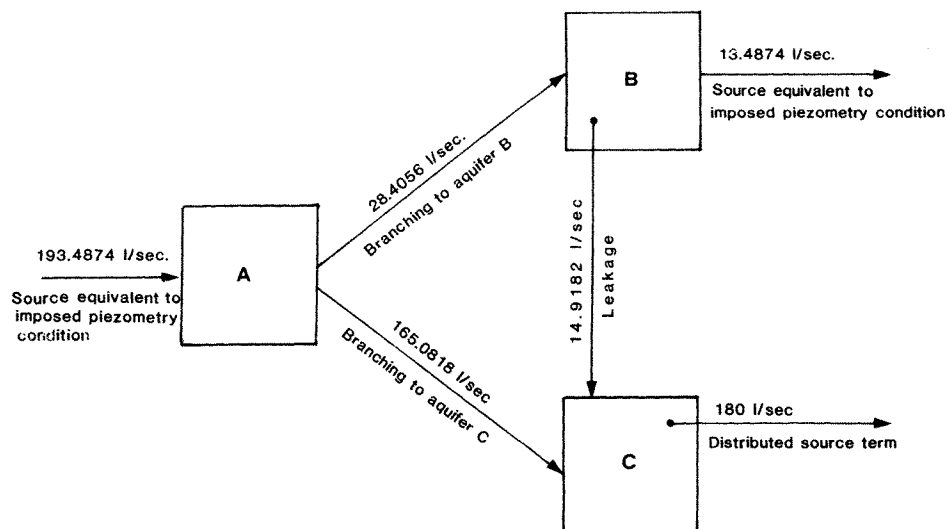 13.4874 l/sec.
B
Source equivalent to
imposed piezometry condition
28.4056 l/sec.
Branching to aquifer B
14.9182 l/sec
Leakage
193.4874 l/sec.
A
Source equivalent to
imposed piezometry
condition
165.0818 l/sec
Branching to aquifer C
180 l/sec
C
Distributed source term